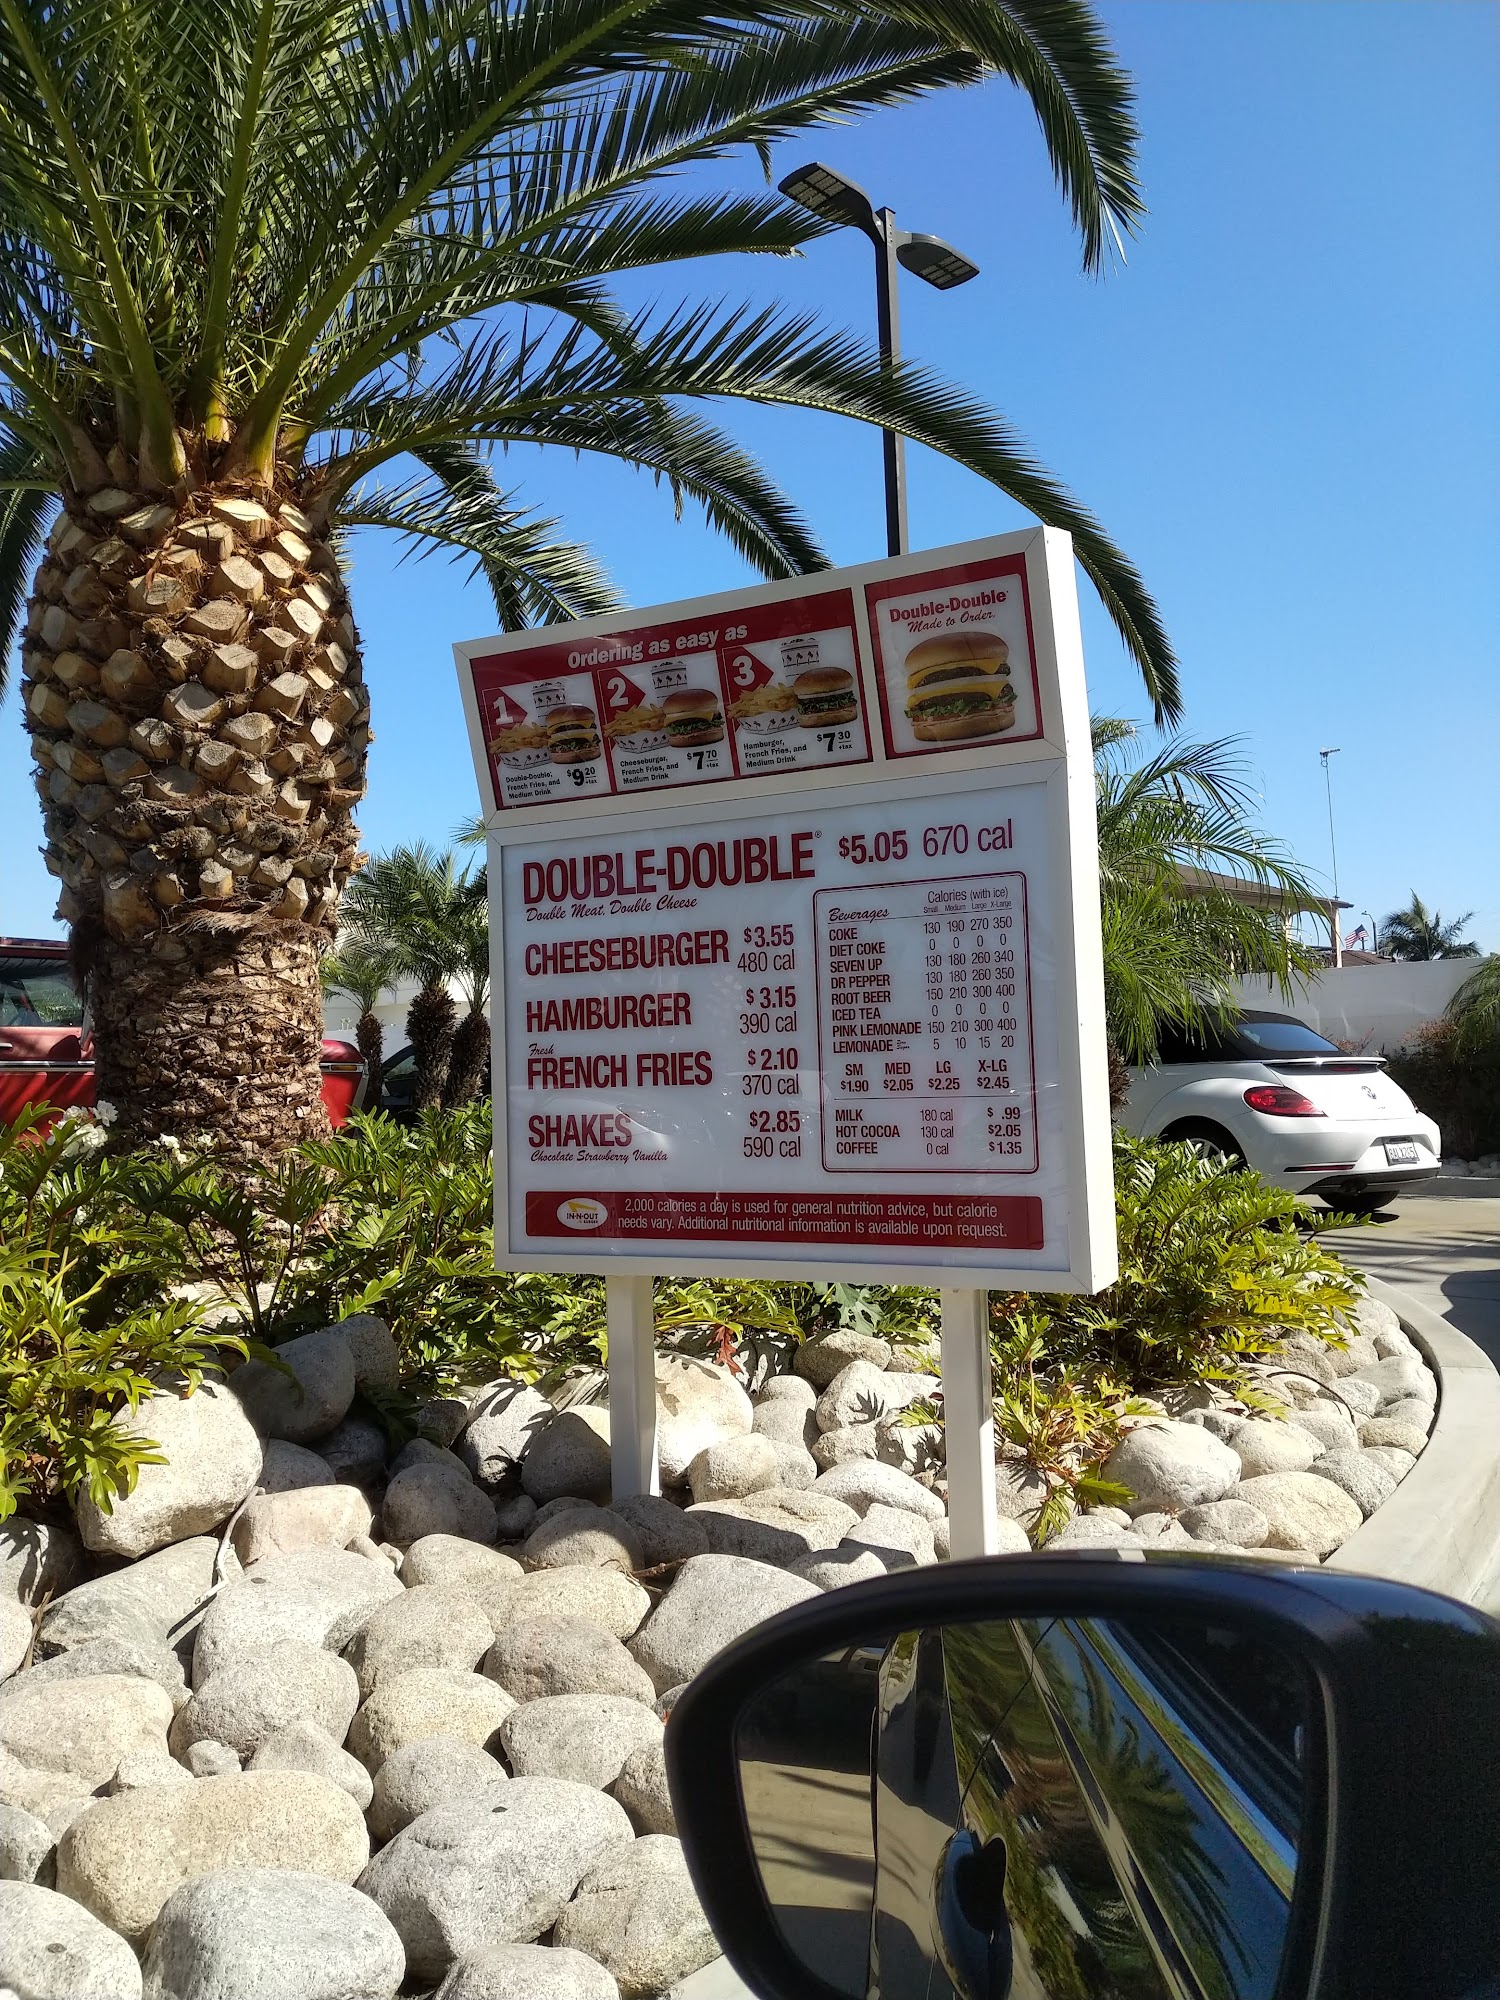 Ordering as easy as
1
Double-Double,
French Fries, and
Medium Drink
$9 20
+tax
2
Cheeseburger,
French Fries, and
Medium Drink
$7 70
+tax
3
Hamburger,
French Fries, and
Medium Drink
$7 30
+tax
Double-Double
Made to Order.
DOUBLE-DOUBLE® $5.05 670 cal
Double Meat, Double Cheese
CHEESEBURGER $3.55
480 cal
HAMBURGER $3.15
390 cal
Fresh
FRENCH FRIES $2.10
370 cal
SHAKES $2.85
Chocolate Strawberry Vanilla 590 cal
Calories (with ice)
Beverages Small Medium Large X-Large
COKE 130 190 270 350
DIET COKE 0 0 0 0
SEVEN UP 130 180 260 340
DR PEPPER 130 180 260 350
ROOT BEER 150 210 300 400
ICED TEA 0 0 0 0
PINK LEMONADE 150 210 300 400
LEMONADE 5 10 15 20
SM MED LG X-LG
$1.90 $2.05 $2.25 $2.45
MILK 180 cal $ .99
HOT COCOA 130 cal $2.05
COFFEE 0 cal $1.35
IN-N-OUT
BURGER
2,000 calories a day is used for general nutrition advice, but calorie
needs vary. Additional nutritional information is available upon request.